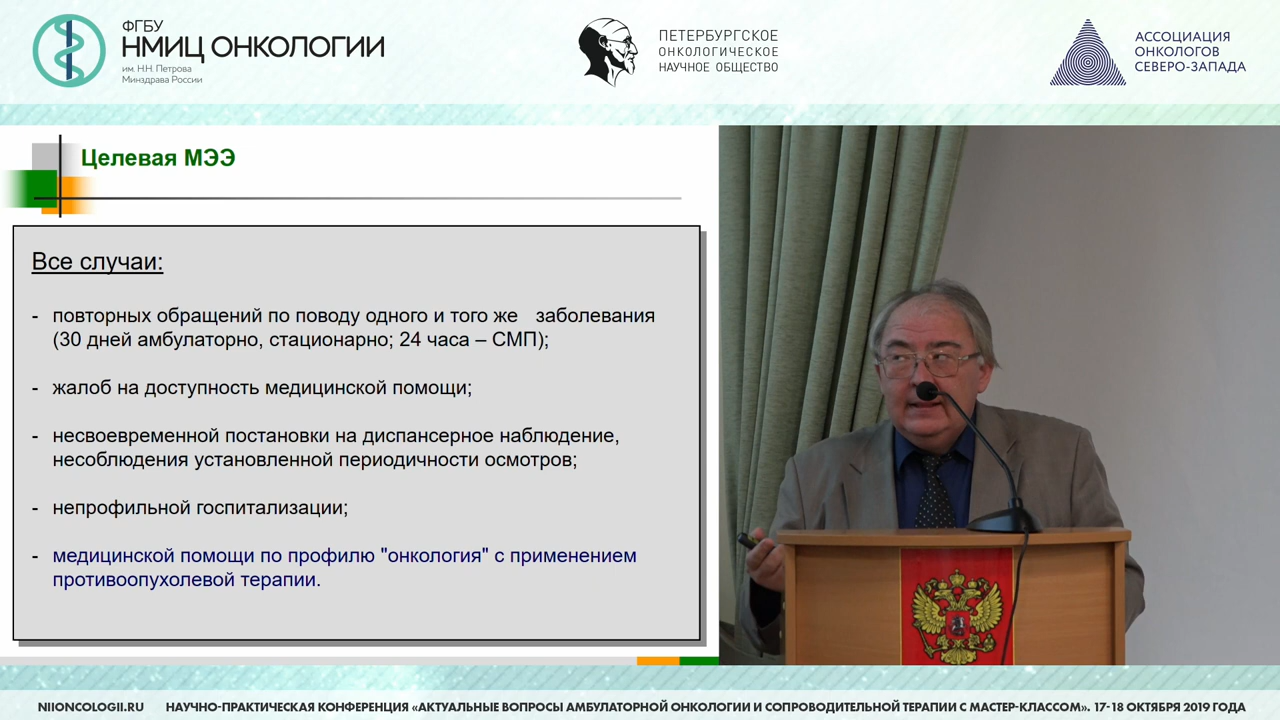 ФГБУ
НМИЦ ОНКОЛОГИИ
им. Н.Н. Петрова
Минздрава России
ПЕТЕРБУРГСКОЕ
ОНКОЛОГИЧЕСКОЕ
НАУЧНОЕ ОБЩЕСТВО
АССОЦИАЦИЯ
ОНКОЛОГОВ
СЕВЕРО-ЗАПАДА
Целевая МЭЭ
Все случаи:
- повторных обращений по поводу одного и того же заболевания
(30 дней амбулаторно, стационарно; 24 часа – СМП);
- жалоб на доступность медицинской помощи;
- несвоевременной постановки на диспансерное наблюдение,
несоблюдения установленной периодичности осмотров;
- непрофильной госпитализации;
- медицинской помощи по профилю "онкология" с применением
противоопухолевой терапии.
NIIONCOLOGII.RU НАУЧНО-ПРАКТИЧЕСКАЯ КОНФЕРЕНЦИЯ «АКТУАЛЬНЫЕ ВОПРОСЫ АМБУЛАТОРНОЙ ОНКОЛОГИИ И СОПРОВОДИТЕЛЬНОЙ ТЕРАПИИ С МАСТЕР-КЛАССОМ». 17-18 ОКТЯБРЯ 2019 ГОДА